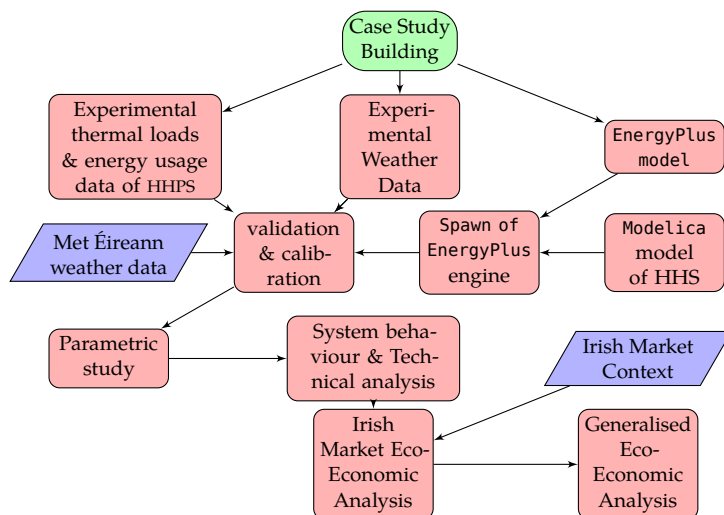 Case Study
Building
Experimental
thermal loads
& energy usage
data of HHPS
Experi-
mental
Weather
Data
EnergyPlus
model
Met Éireann
weather data
validation
& calib-
ration
Spawn of
EnergyPlus
engine
Modelica
model
of HHS
Parametric
study
System beha-
viour & Tech-
nical analysis
Irish Market
Context
Irish
Market Eco-
Economic
Analysis
Generalised
Eco-
Economic
Analysis